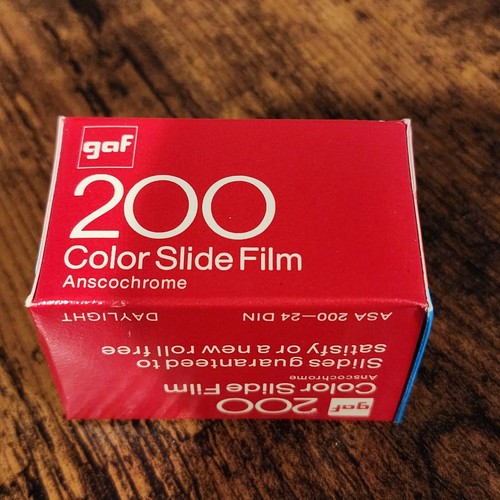 gaf
200
Color Slide Film
Anscochrome
gaf 200
Color Slide Film
Anscochrome
Slides guaranteed to
satisfy or a new roll free
ASA 200—24 DIN DAYLIGHT